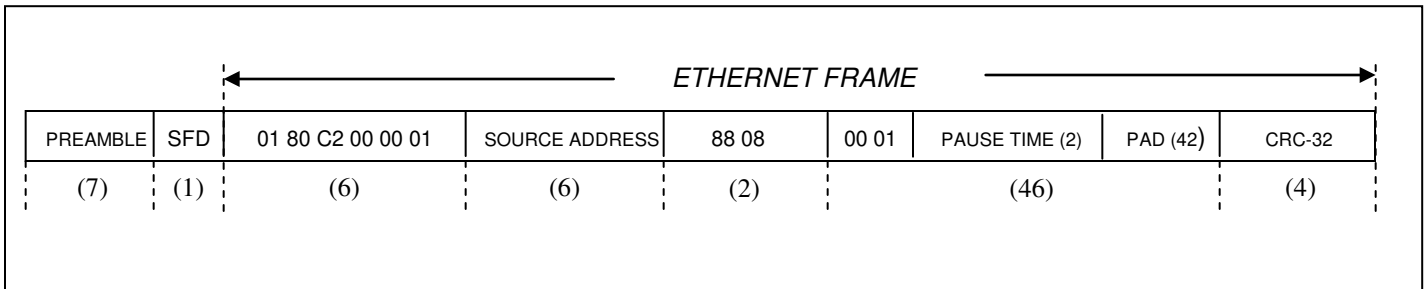 ETHERNET FRAME
PREAMBLE SFD 01 80 C2 00 00 01 SOURCE ADDRESS 88 08 00 01 PAUSE TIME (2) PAD (42) CRC-32
(7) (1) (6) (6) (2) (46) (4)